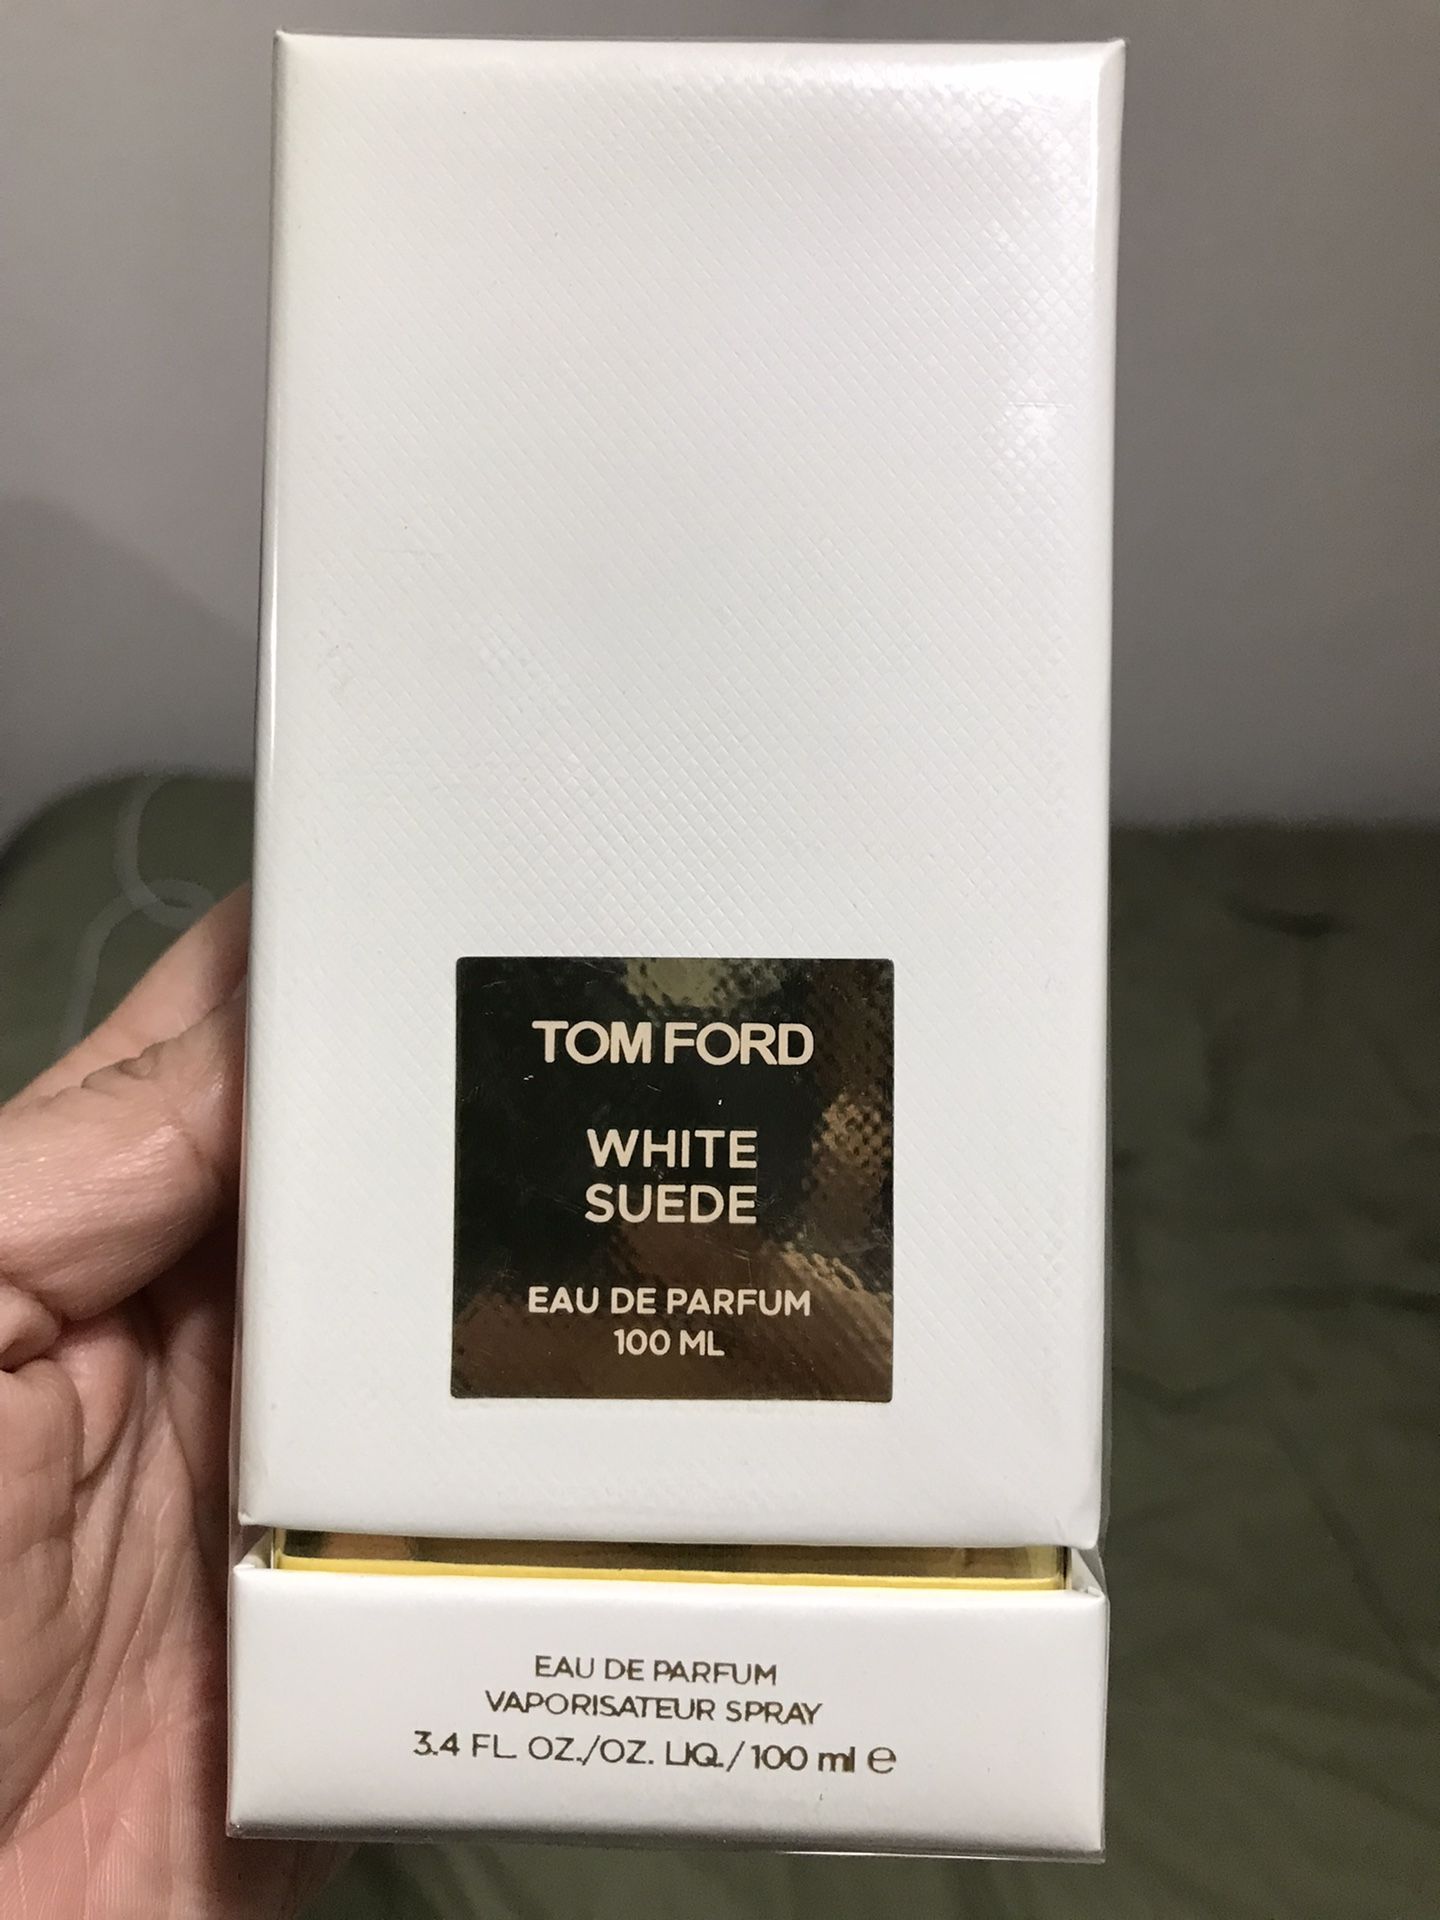 TOM FORD
WHITE
SUEDE
EAU DE PARFUM
100 ML
EAU DE PARFUM
VAPORISATEUR SPRAY
3.4 FL. OZ./OZ. LIQ./100 ml e